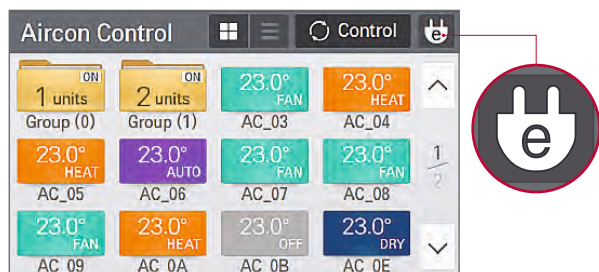 Aircon Control
Control
e
ON
1 units
Group (0)
ON
2 units
Group (1)
23.0°
FAN
AC_03
23.0°
HEAT
AC_04
23.0°
HEAT
AC_05
23.0°
AUTO
AC_06
23.0°
FAN
AC_07
23.0°
FAN
AC_08
1
2
23.0°
FAN
AC_09
23.0°
HEAT
AC_0A
23.0°
OFF
AC_0B
23.0°
DRY
AC_0E
e